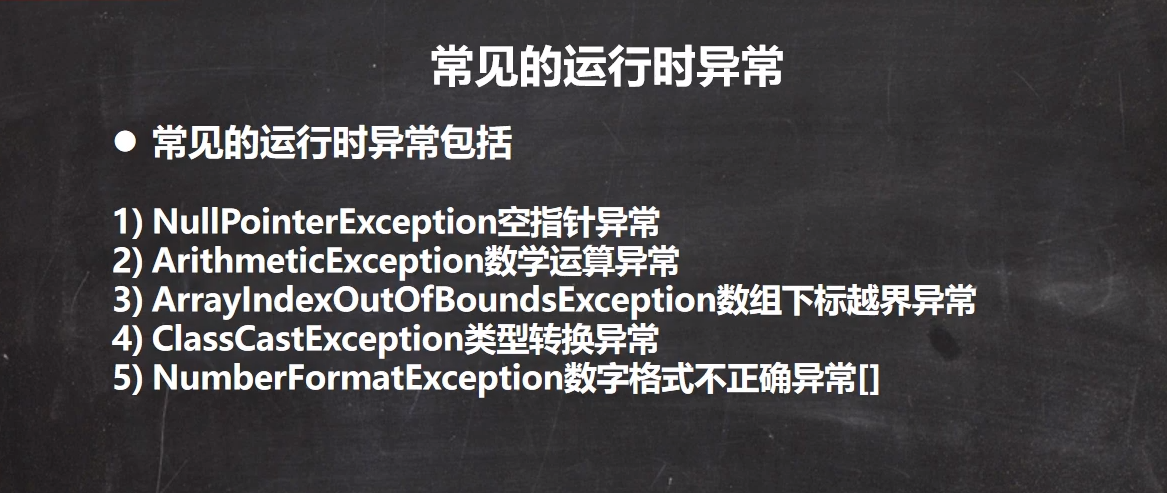 常见的运行时异常
● 常见的运行时异常包括
1) NullPointerException空指针异常
2) ArithmeticException数学运算异常
3) ArrayIndexOutOfBoundsException数组下标越界异常
4) ClassCastException类型转换异常
5) NumberFormatException数字格式不正确异常[]